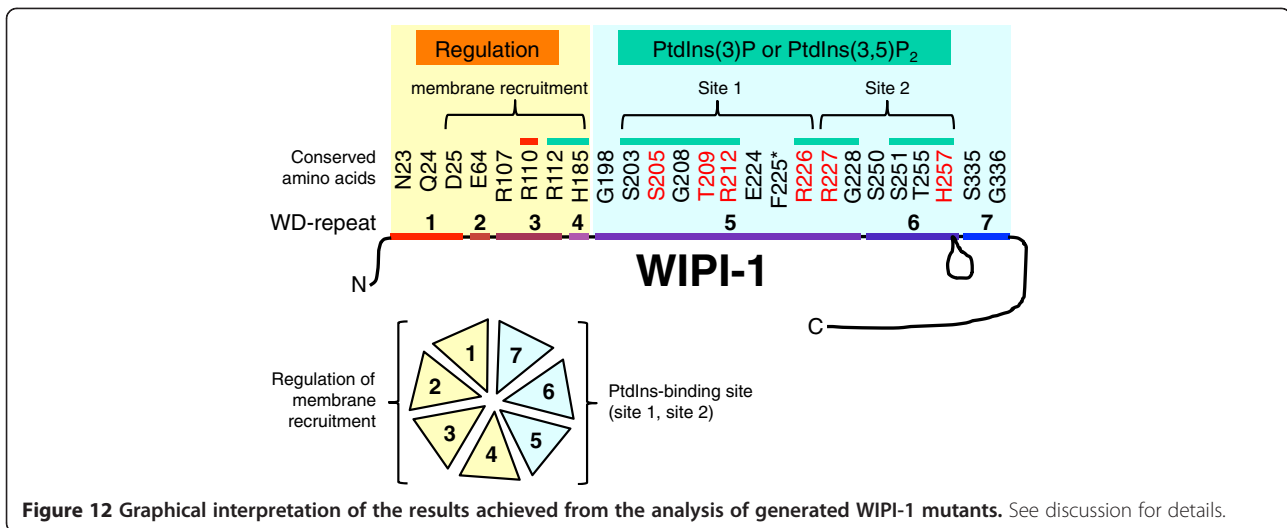 Regulation
PtdIns(3)P or PtdIns(3,5)P2
membrane recruitment
Site 1
Site 2
Conserved
amino acids
N23
Q24
D25
E64
R107
R110
R112
H185
G198
S203
S205
G208
T209
R212
E224
F225*
R226
R227
G228
S250
S251
T255
H257
S335
G336
WD-repeat 1 2 3 4 5 6 7
WIPI-1
N
C
Regulation of
membrane
recruitment
1
2
3
4
5
6
7
PtdIns-binding site
(site 1, site 2)
Figure 12 Graphical interpretation of the results achieved from the analysis of generated WIPI-1 mutants. See discussion for details.